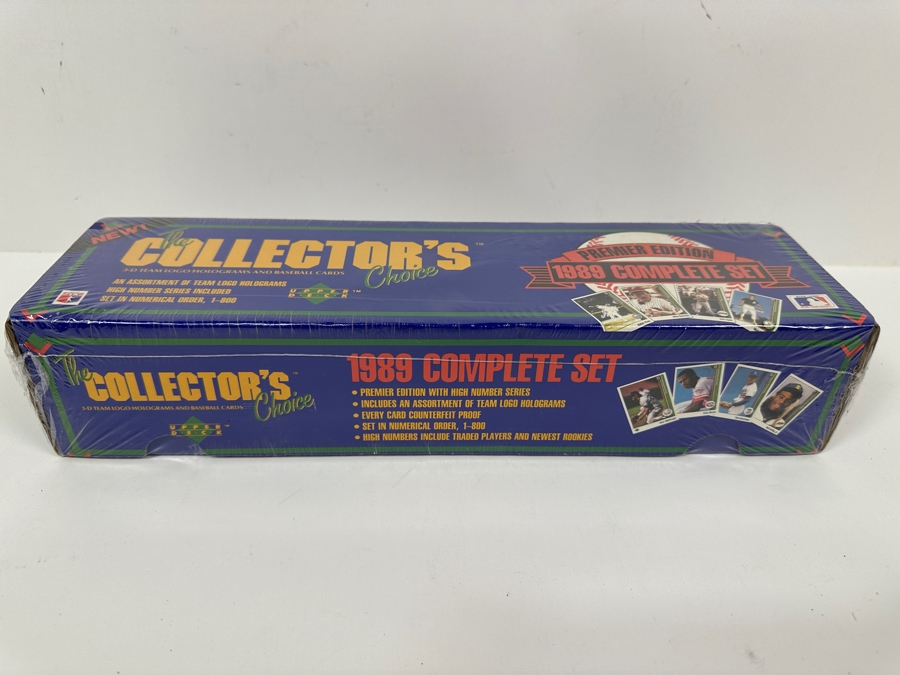 NEW!
The
COLLECTOR'S™
Choice
3-D TEAM LOGO HOLOGRAMS AND BASEBALL CARDS
AN ASSORTMENT OF TEAM LOGO HOLOGRAMS
HIGH NUMBER SERIES INCLUDED
SET IN NUMERICAL ORDER, 1-800
UPPER
DECK™
PREMIER EDITION
1989 COMPLETE SET
The
COLLECTOR'S™
Choice
3-D TEAM LOGO HOLOGRAMS AND BASEBALL CARDS
UPPER
DECK™
1989 COMPLETE SET
• PREMIER EDITION WITH HIGH NUMBER SERIES
• INCLUDES AN ASSORTMENT OF TEAM LOGO HOLOGRAMS
• EVERY CARD COUNTERFEIT PROOF
• SET IN NUMERICAL ORDER, 1-800
• HIGH NUMBERS INCLUDE TRADED PLAYERS AND NEWEST ROOKIES